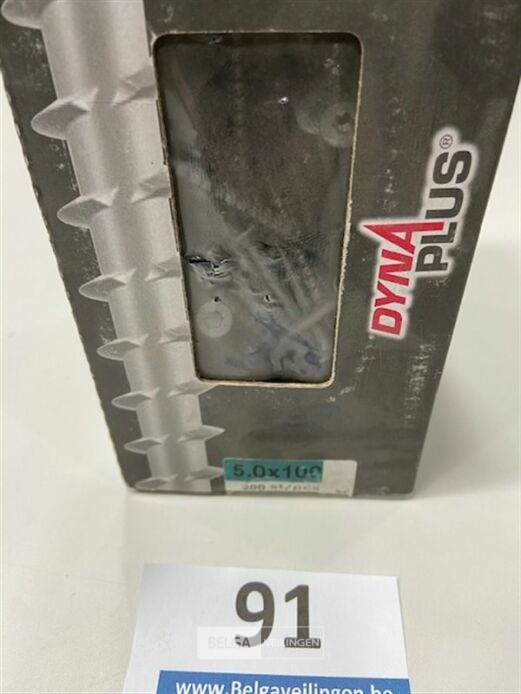 DYNA
PLUS®
5.0x100
200 St/pcs
91
BELGA VEILINGEN
www.Belgaveilingen.be